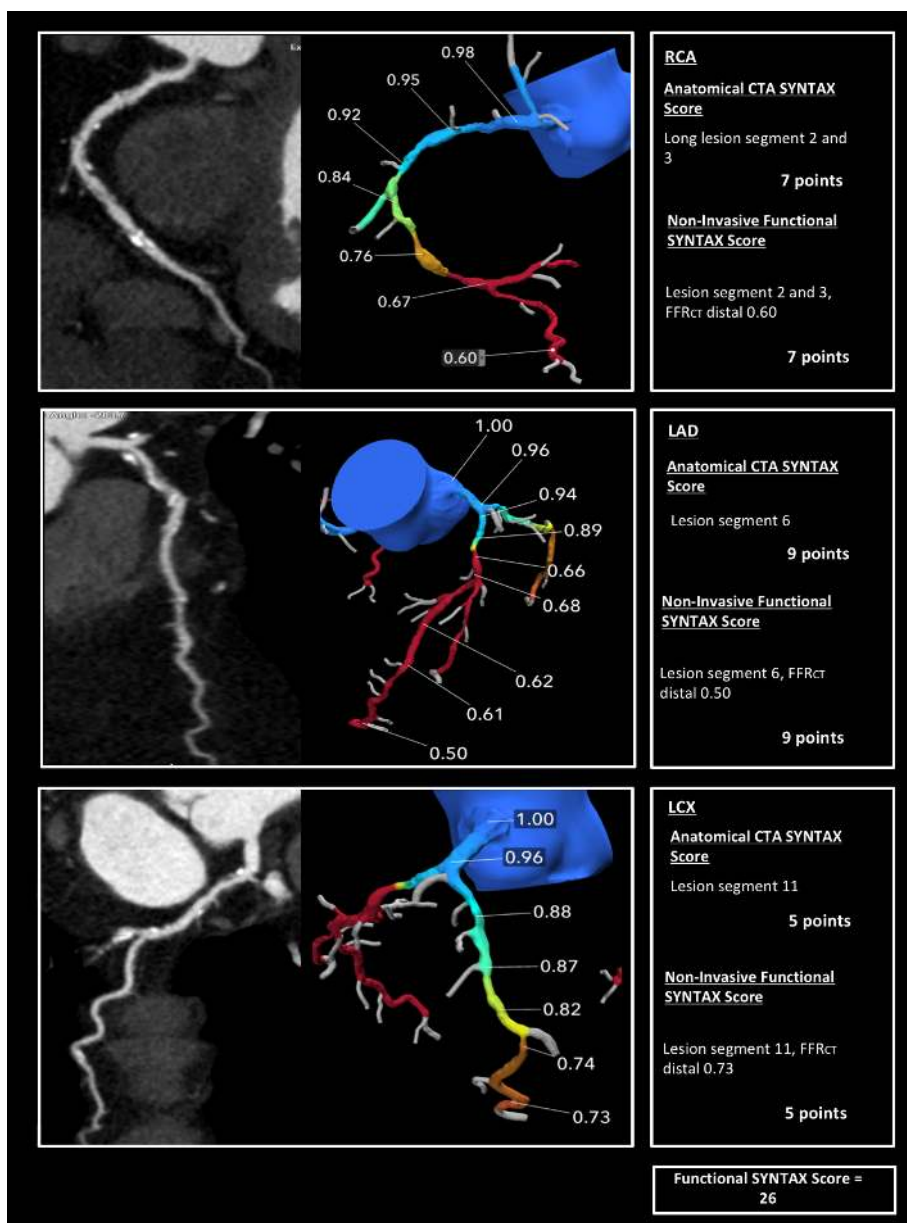 RCA
Anatomical CTA SYNTAX
Score
Long lesion segment 2 and
3
7 points
Non-Invasive Functional
SYNTAX Score
Lesion segment 2 and 3,
FFRCT distal 0.60
7 points
0.98
0.95
0.92
0.84
0.76
0.67
0.60
LAD
Anatomical CTA SYNTAX
Score
Lesion segment 6
9 points
Non-Invasive Functional
SYNTAX Score
Lesion segment 6, FFRCT
distal 0.50
9 points
1.00
0.96
0.94
0.89
0.66
0.68
0.62
0.61
0.50
LCX
Anatomical CTA SYNTAX
Score
Lesion segment 11
5 points
Non-Invasive Functional
SYNTAX Score
Lesion segment 11, FFRCT
distal 0.73
5 points
1.00
0.96
0.88
0.87
0.82
0.74
0.73
Functional SYNTAX Score =
26